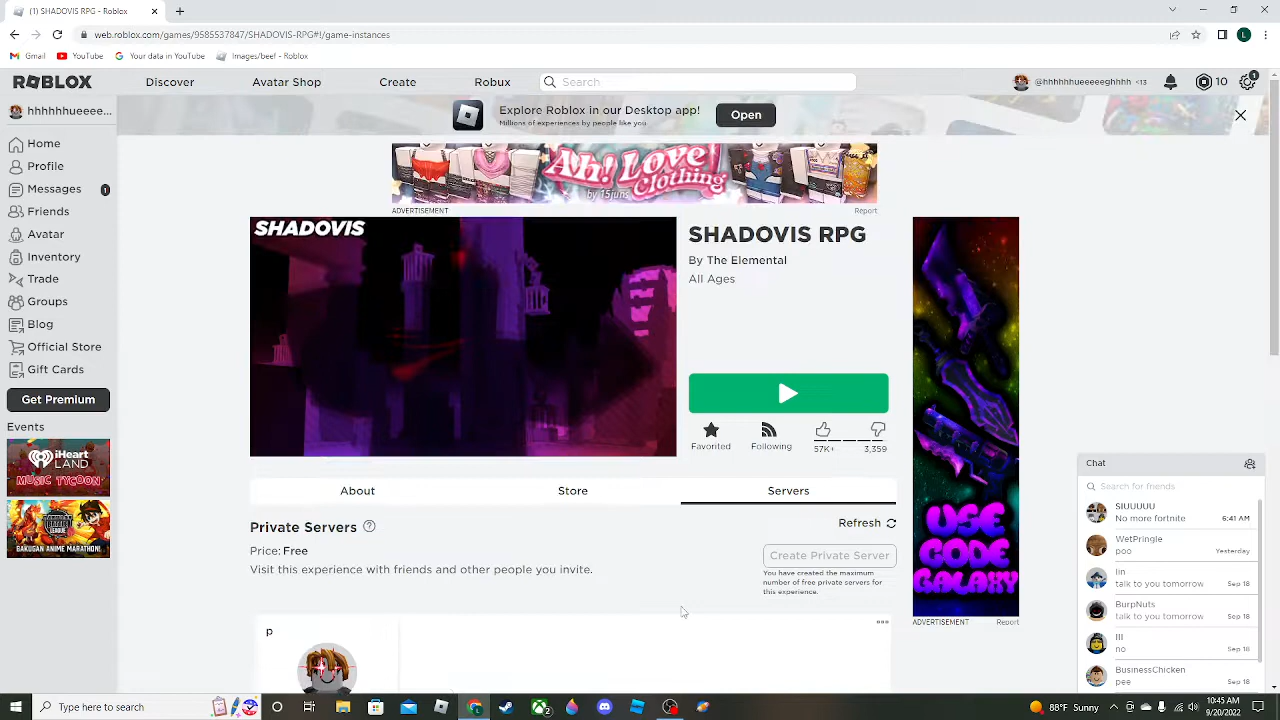 (1) SHADOVIS RPG
web.roblox.com/games/9585537847/SHADOVIS-RPG#!/game-instances
Gmail
YouTube
Your data in YouTube
Images/beef - Roblox
L
ROBLOX
Discover
Avatar Shop
Create
Robux
Search
@hhhhhhueeeeeghhhh <13
10
1
hhhhhhueeee...
Home
Profile
Messages
1
Friends
Avatar
Inventory
Trade
Groups
Blog
Official Store
Gift Cards
Get Premium
Events
iHeart
LAND
MUSIC TYCOON
BAKUGAN ANIME MARATHON!
Explore Roblox in our Desktop app!
Millions of experiences by people like you
Open
Ah! Love
Clothing
by 15juns
ADVERTISEMENT
Report
SHADOVIS
SHADOVIS RPG
By The Elemental
All Ages
Favorited
Following
57K+
3,359
About
Store
Servers
Private Servers
Refresh
Price: Free
Create Private Server
Visit this experience with friends and other people you invite.
You have created the maximum
number of free private servers for
this experience.
p
USE
CODE
GALAXY
ADVERTISEMENT
Report
Chat
Search for friends
SIUUUUU
No more fortnite
6:41 AM
WetPringle
poo
Yesterday
lin
talk to you tomorrow
Sep 18
BurpNuts
talk to you tomorrow
Sep 18
lll
no
Sep 18
BusinessChicken
pee
Sep 18
Type here to search
88°F Sunny
10:45 AM
9/20/2022